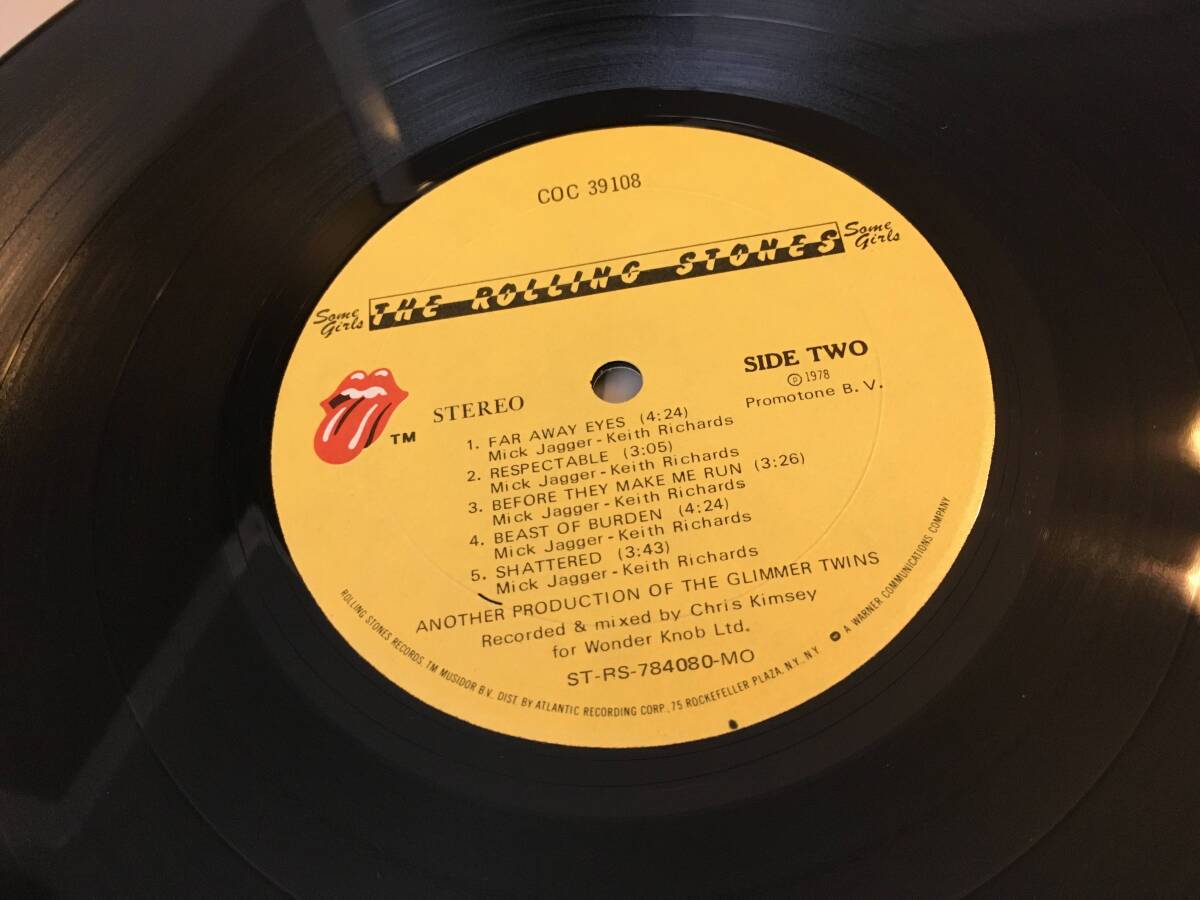 COC 39108
Some Girls
THE ROLLING STONES
Some Girls
SIDE TWO
℗ 1978
Promotone B.V.
STEREO
TM
1. FAR AWAY EYES (4:24)
Mick Jagger-Keith Richards
2. RESPECTABLE (3:05)
Mick Jagger-Keith Richards
3. BEFORE THEY MAKE ME RUN (3:26)
Mick Jagger-Keith Richards
4. BEAST OF BURDEN (4:24)
Mick Jagger-Keith Richards
5. SHATTERED (3:43)
Mick Jagger-Keith Richards
ANOTHER PRODUCTION OF THE GLIMMER TWINS
Recorded & mixed by Chris Kimsey
for Wonder Knob Ltd.
ST-RS-784080-MO
ROLLING STONES RECORDS, TM MUSIDOR B.V. DIST BY ATLANTIC RECORDING CORP., 75 ROCKEFELLER PLAZA, N.Y., N.Y. A WARNER COMMUNICATIONS COMPANY